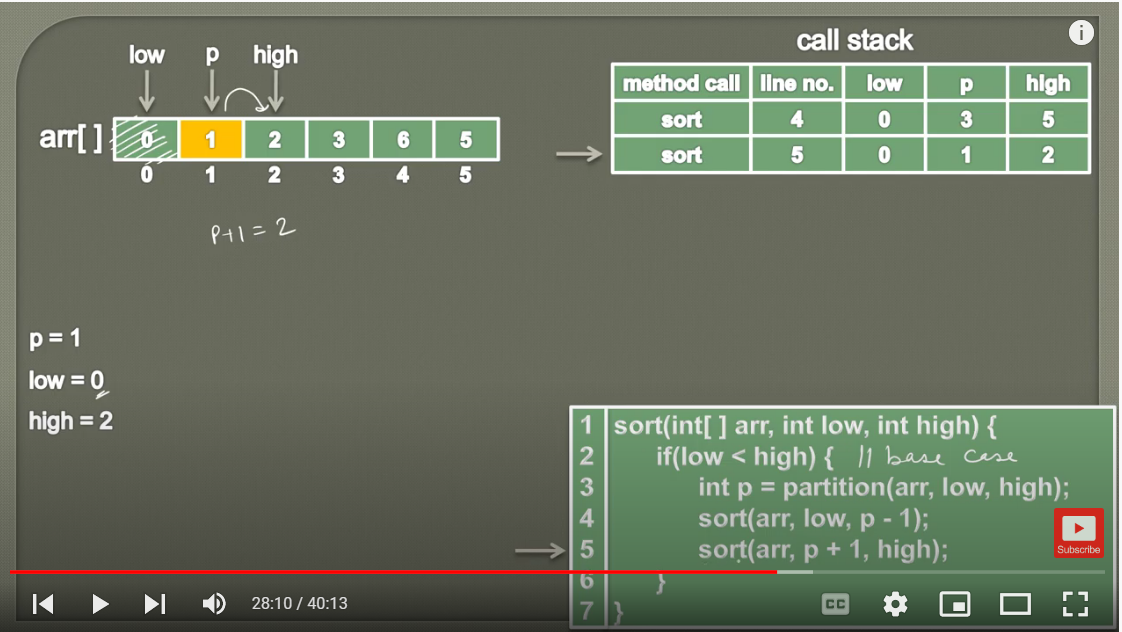 call stack
i
low p high
method call line no. low p high
sort 4 0 3 5
sort 5 0 1 2
arr[ ] 0 1 2 3 6 5
0 1 2 3 4 5
P+1 = 2
p = 1
low = 0
high = 2
1 sort(int[ ] arr, int low, int high) {
2 if(low < high) { // base case
3 int p = partition(arr, low, high);
4 sort(arr, low, p - 1);
5 sort(arr, p + 1, high);
6 }
7 }
Subscribe
28:10 / 40:13
CC